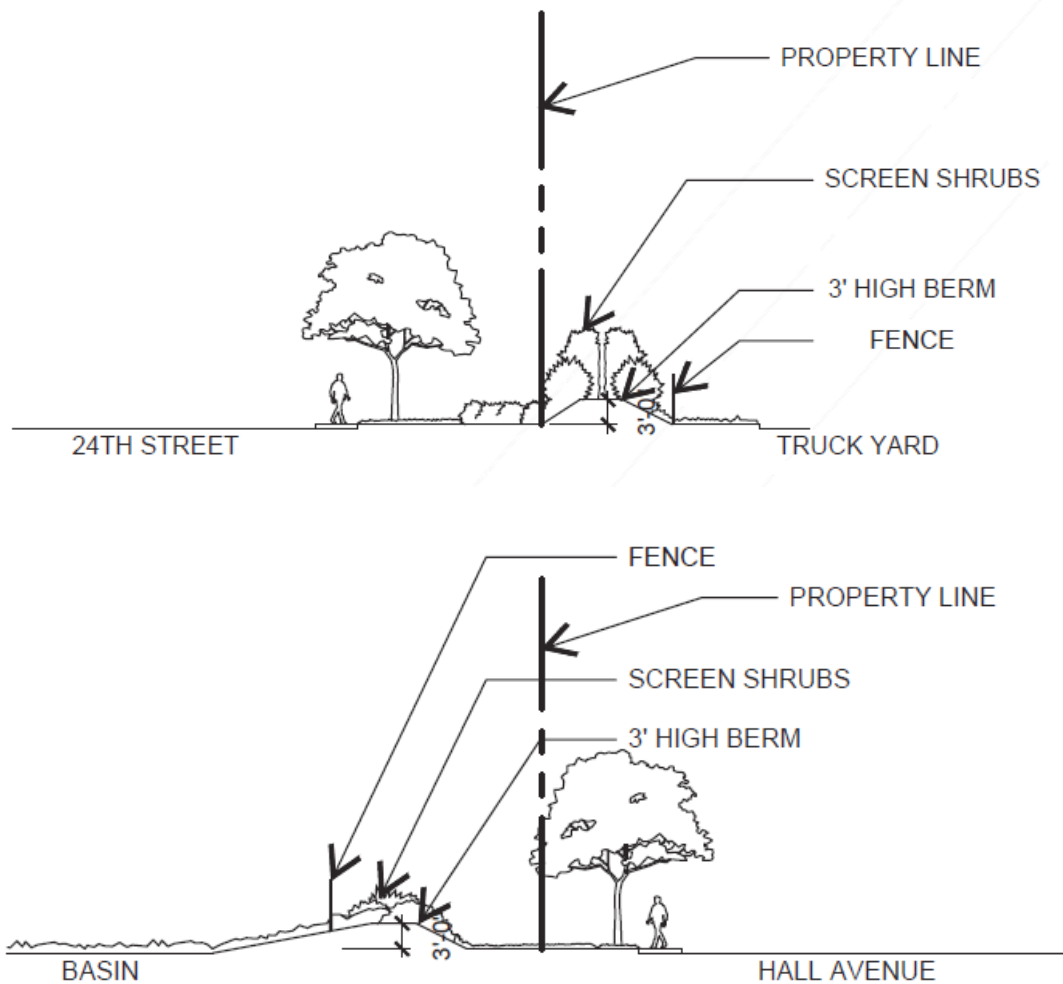 PROPERTY LINE
SCREEN SHRUBS
3' HIGH BERM
FENCE
3'-0"
24TH STREET
TRUCK YARD
FENCE
PROPERTY LINE
SCREEN SHRUBS
3' HIGH BERM
3'-0"
BASIN
HALL AVENUE